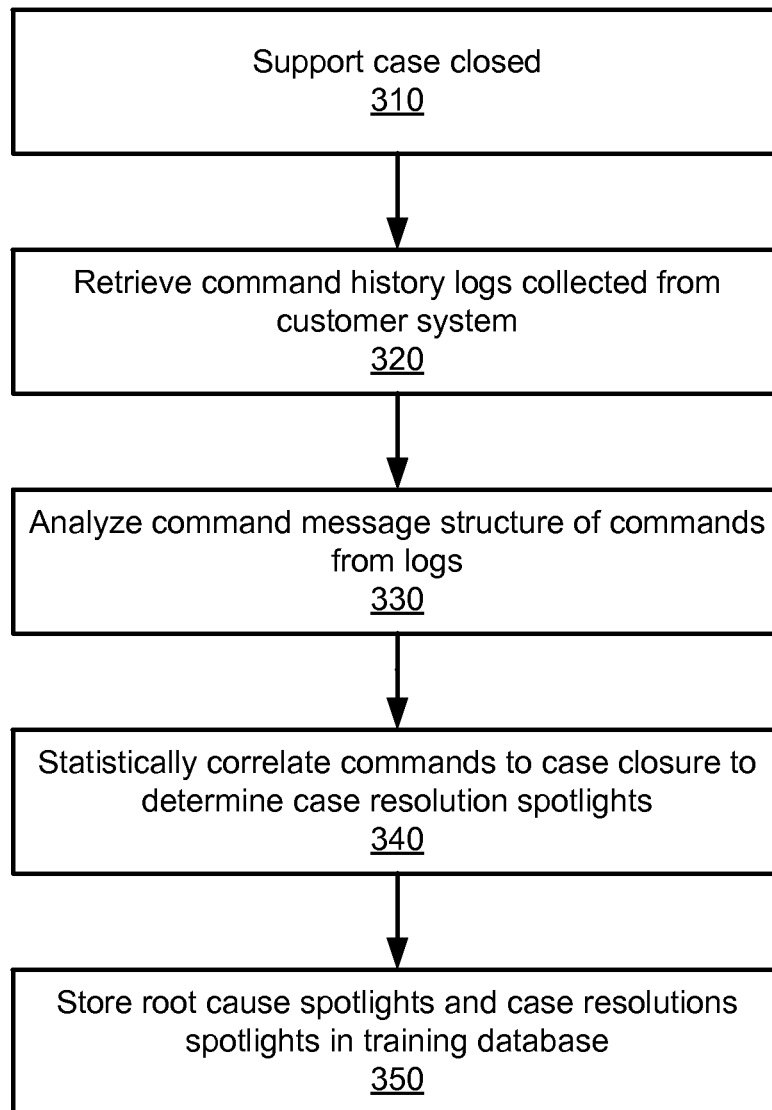 Support case closed
310
Retrieve command history logs collected from
customer system
320
Analyze command message structure of commands
from logs
330
Statistically correlate commands to case closure to
determine case resolution spotlights
340
Store root cause spotlights and case resolutions
spotlights in training database
350